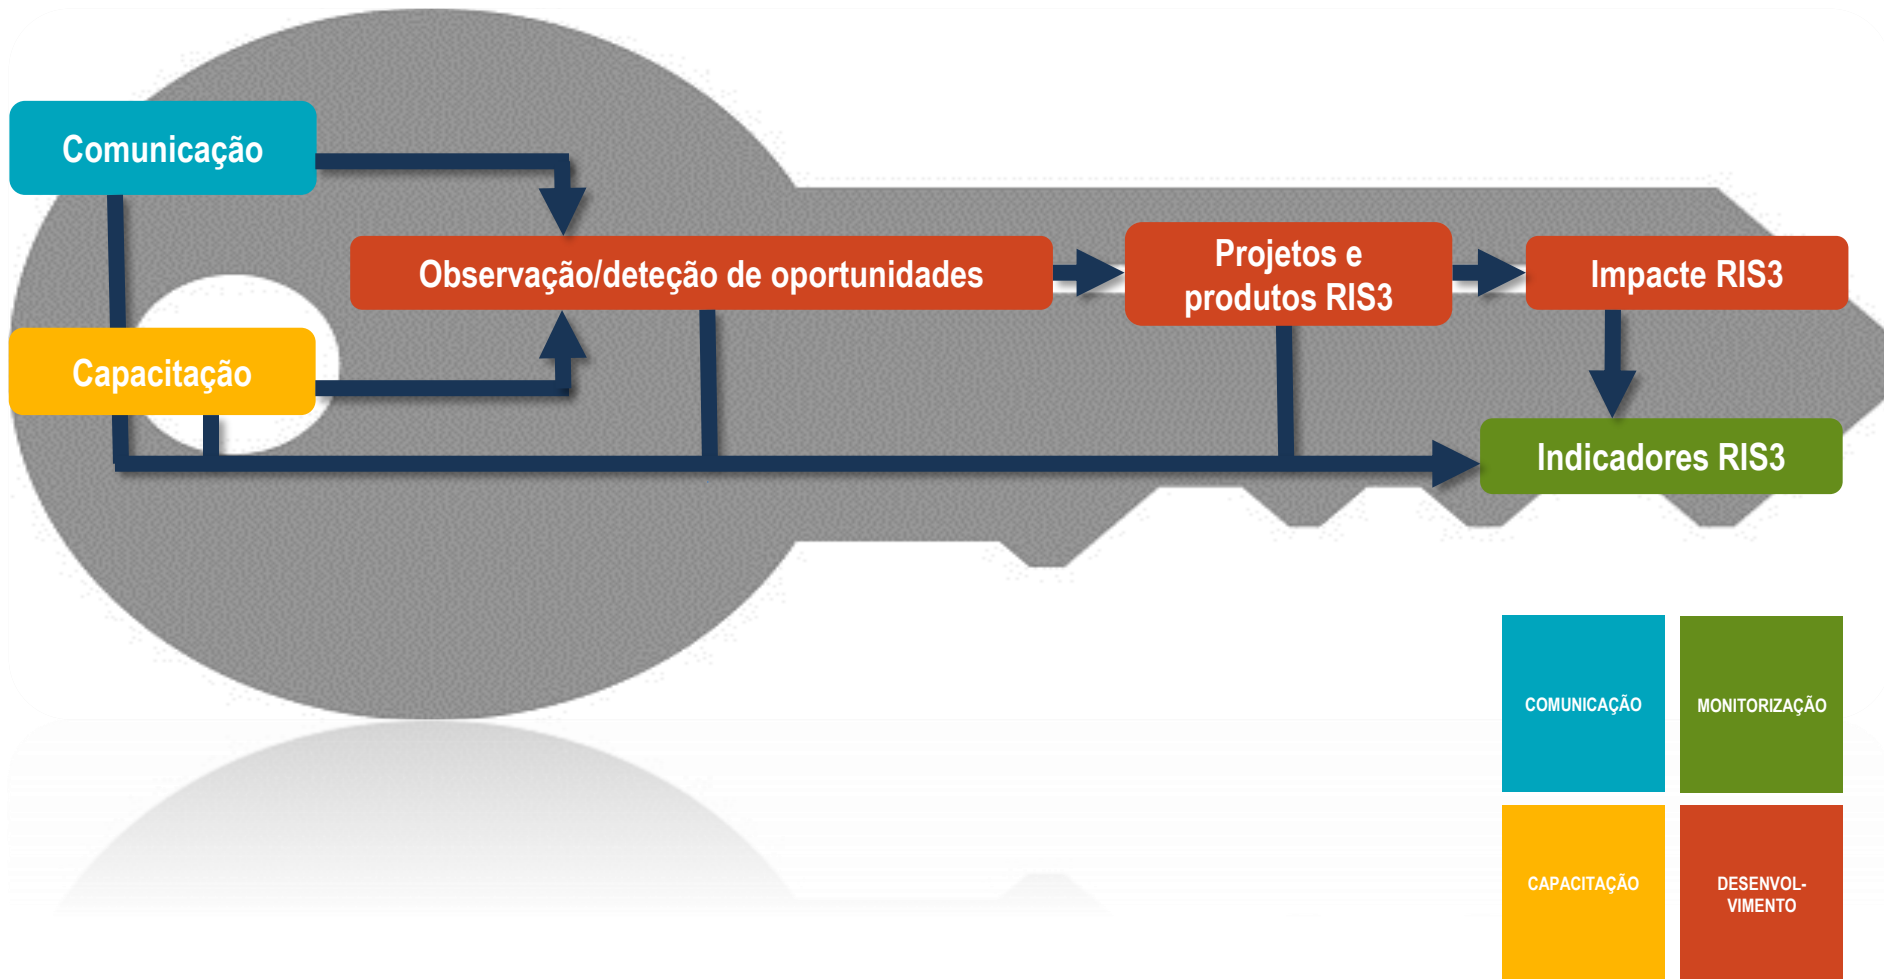 Comunicação
Observação/deteção de oportunidades
Projetos e
produtos RIS3
Impacte RIS3
Capacitação
Indicadores RIS3
COMUNICAÇÃO
MONITORIZAÇÃO
CAPACITAÇÃO
DESENVOL-
VIMENTO